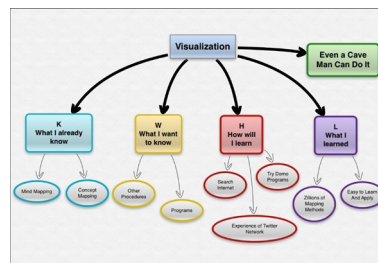 Visualization
Even a Cave
Man Can Do It
K
What I already
know
W
What I want
to know
H
How will
I learn
L
What I
learned
Mind Mapping
Concept
Mapping
Other
Procedures
Programs
Search
Internet
Try Demo
Programs
Experience of Twitter
Network
Zillions of
Mapping
Methods
Easy to Learn
And Apply